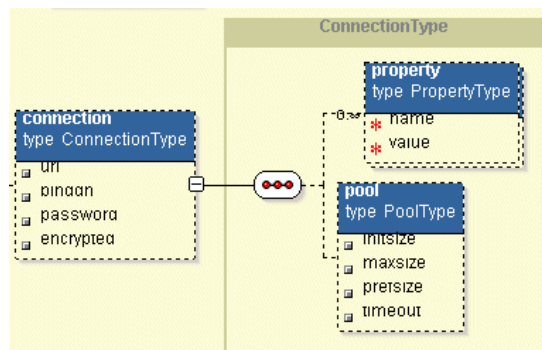 ConnectionType
property
type PropertyType
0..∞
name
value
connection
type ConnectionType
url
binddn
password
encrypted
pool
type PoolType
initsize
maxsize
prefsize
timeout